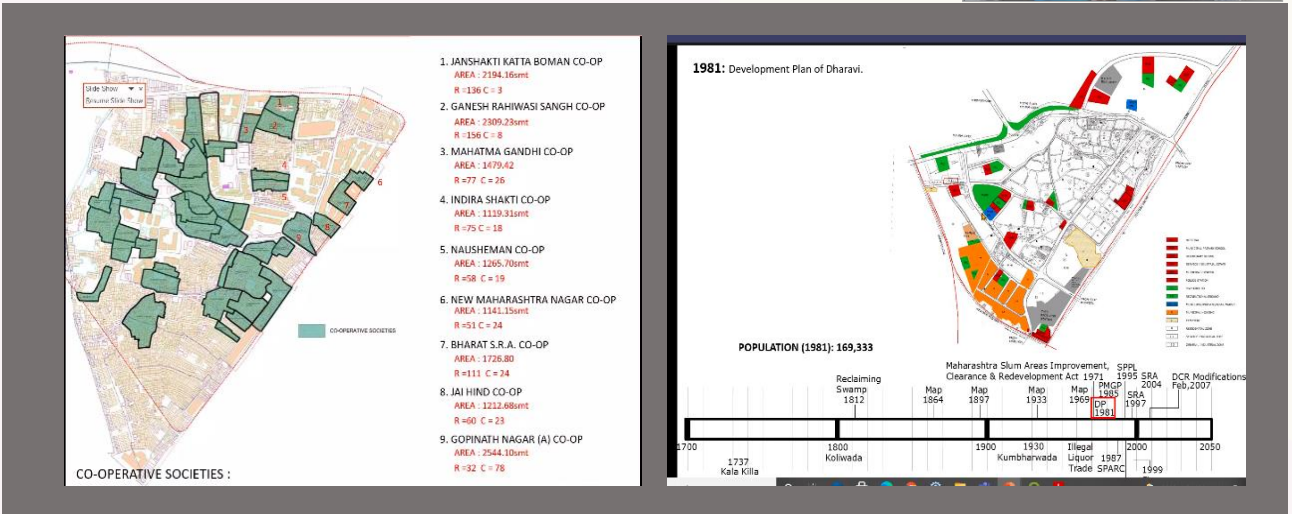 Slide Show
Resume Slide Show
1
2
3
4
5
6
7
8
9
CO-OPERATIVE SOCIETIES
CO-OPERATIVE SOCIETIES :
1. JANSHAKTI KATTA BOMAN CO-OP
AREA : 2194.16smt
R =136 C = 3
2. GANESH RAHIWASI SANGH CO-OP
AREA : 2309.23smt
R =156 C = 8
3. MAHATMA GANDHI CO-OP
AREA : 1479.42
R =77 C = 26
4. INDIRA SHAKTI CO-OP
AREA : 1119.31smt
R =75 C = 18
5. NAUSHEMAN CO-OP
AREA : 1265.70smt
R =58 C = 19
6. NEW MAHARASHTRA NAGAR CO-OP
AREA : 1141.15smt
R =51 C = 24
7. BHARAT S.R.A. CO-OP
AREA : 1726.80
R =111 C = 24
8. JAI HIND CO-OP
AREA : 1212.68smt
R =60 C = 23
9. GOPINATH NAGAR (A) CO-OP
AREA : 2544.10smt
R =32 C = 78
1981: Development Plan of Dharavi.
POPULATION (1981): 169,333
Maharashtra Slum Areas Improvement,
Clearance & Redevelopment Act 1971
SPPL
1995
SRA
2004
DCR Modifications
Feb,2007
Reclaiming
Swamp
1812
Map
1864
Map
1897
Map
1933
Map
1969
PMGP
1985
SRA
1997
DP
1981
1700
1800
1900
1930
2000
2050
Koliwada
Kumbharwada
1737
Kala Killa
Illegal
Liquor
Trade
1987
SPARC
1999